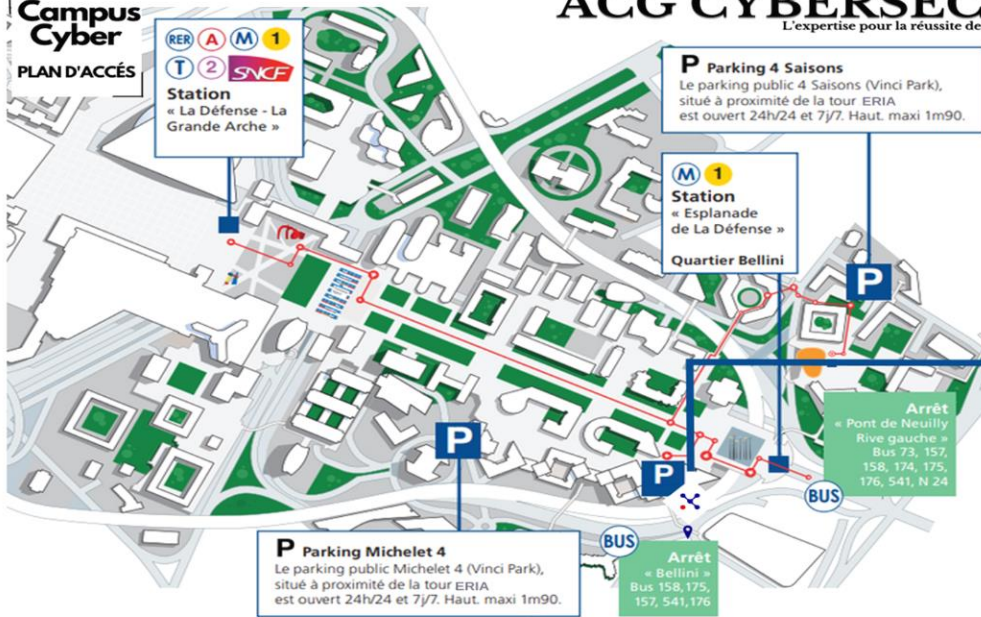 Campus
Cyber
PLAN D'ACCÉS
ACG CYBERSEC
L'expertise pour la réussite de
RER A M 1
T 2 SNCF
Station
« La Défense - La
Grande Arche »
P Parking 4 Saisons
Le parking public 4 Saisons (Vinci Park),
situé à proximité de la tour ERIA
est ouvert 24h/24 et 7j/7. Haut. maxi 1m90.
M 1
Station
« Esplanade
de La Défense »
Quartier Bellini
P
Arrêt
« Pont de Neuilly
Rive gauche »
Bus 73, 157,
158, 174, 175,
176, 541, N 24
BUS
P
P
BUS
Arrêt
« Bellini »
Bus 158,175,
157, 541,176
P Parking Michelet 4
Le parking public Michelet 4 (Vinci Park),
situé à proximité de la tour ERIA
est ouvert 24h/24 et 7j/7. Haut. maxi 1m90.